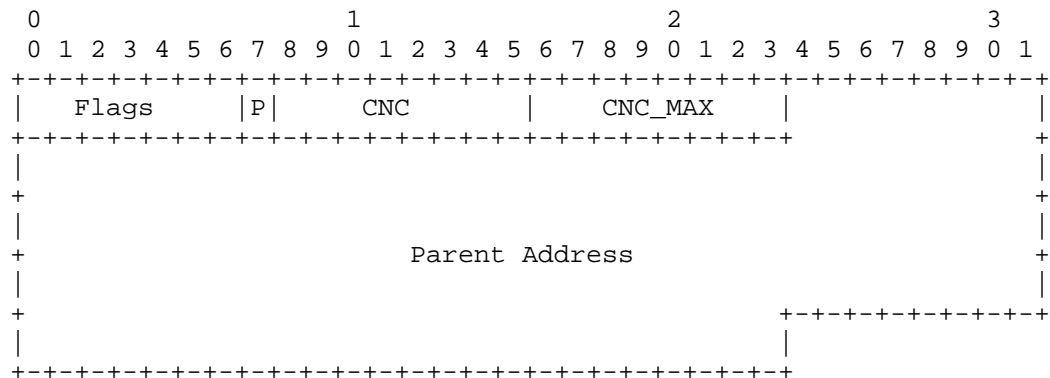 0                   1                   2                   3
 0 1 2 3 4 5 6 7 8 9 0 1 2 3 4 5 6 7 8 9 0 1 2 3 4 5 6 7 8 9 0 1
+-+-+-+-+-+-+-+-+-+-+-+-+-+-+-+-+-+-+-+-+-+-+-+-+-+-+-+-+-+-+-+-+
|   Flags     |P|      CNC      |    CNC_MAX    |               |
+-+-+-+-+-+-+-+-+-+-+-+-+-+-+-+-+-+-+-+-+-+-+-+-+               +
|                                                               |
+                                                               +
|                                                               |
+                        Parent Address                         +
|                                                               |
+                                               +-+-+-+-+-+-+-+-+
|                                               |
+-+-+-+-+-+-+-+-+-+-+-+-+-+-+-+-+-+-+-+-+-+-+-+-+